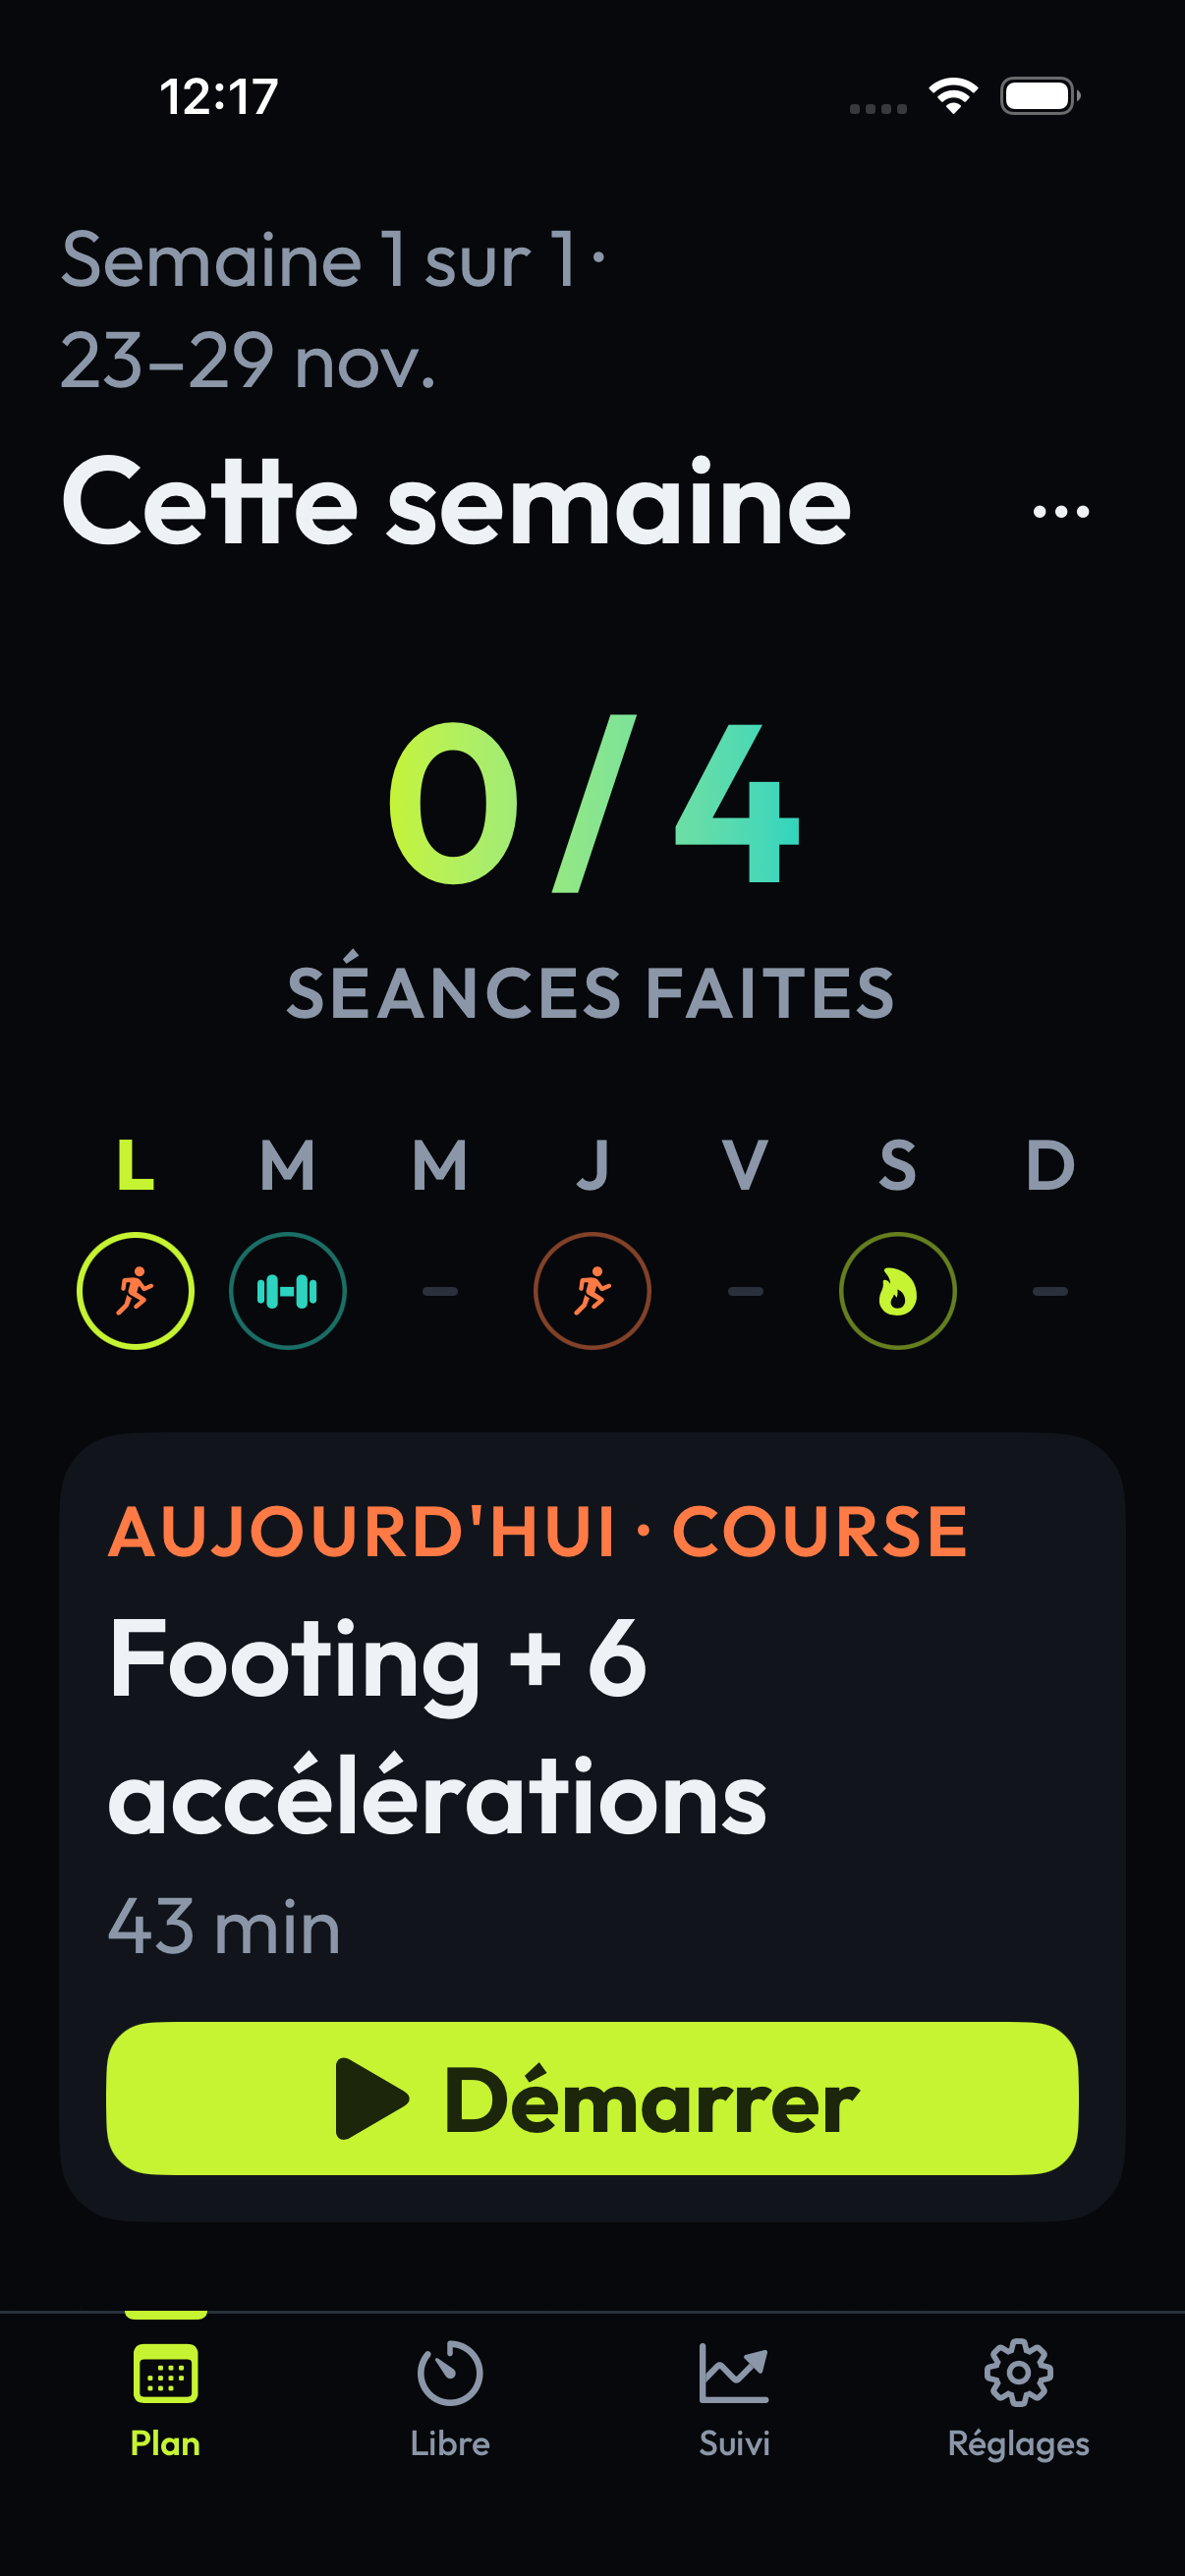 12:17
Semaine 1 sur 1 ·
23–29 nov.
Cette semaine
0/4
SÉANCES FAITES
L M M J V S D
AUJOURD'HUI · COURSE
Footing + 6
accélérations
43 min
Démarrer
Plan Libre Suivi Réglages